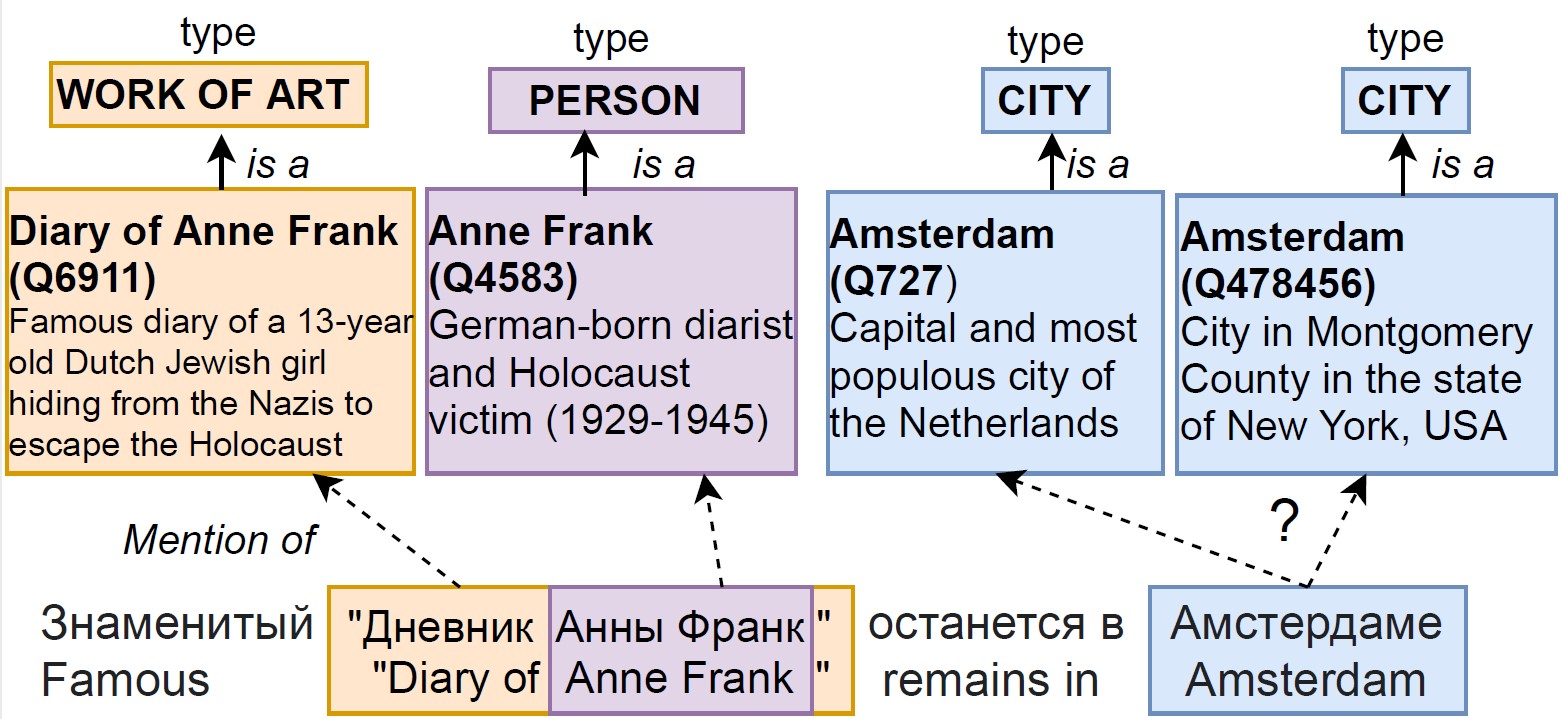 type
WORK OF ART
is a
Diary of Anne Frank
(Q6911)
Famous diary of a 13-year
old Dutch Jewish girl
hiding from the Nazis to
escape the Holocaust
type
PERSON
is a
Anne Frank
(Q4583)
German-born diarist
and Holocaust
victim (1929-1945)
type
CITY
is a
Amsterdam
(Q727)
Capital and most
populous city of
the Netherlands
type
CITY
is a
Amsterdam
(Q478456)
City in Montgomery
County in the state
of New York, USA
Mention of
?
Знаменитый "Дневник Анны Франк" останется в Амстердаме
Famous "Diary of Anne Frank" remains in Amsterdam